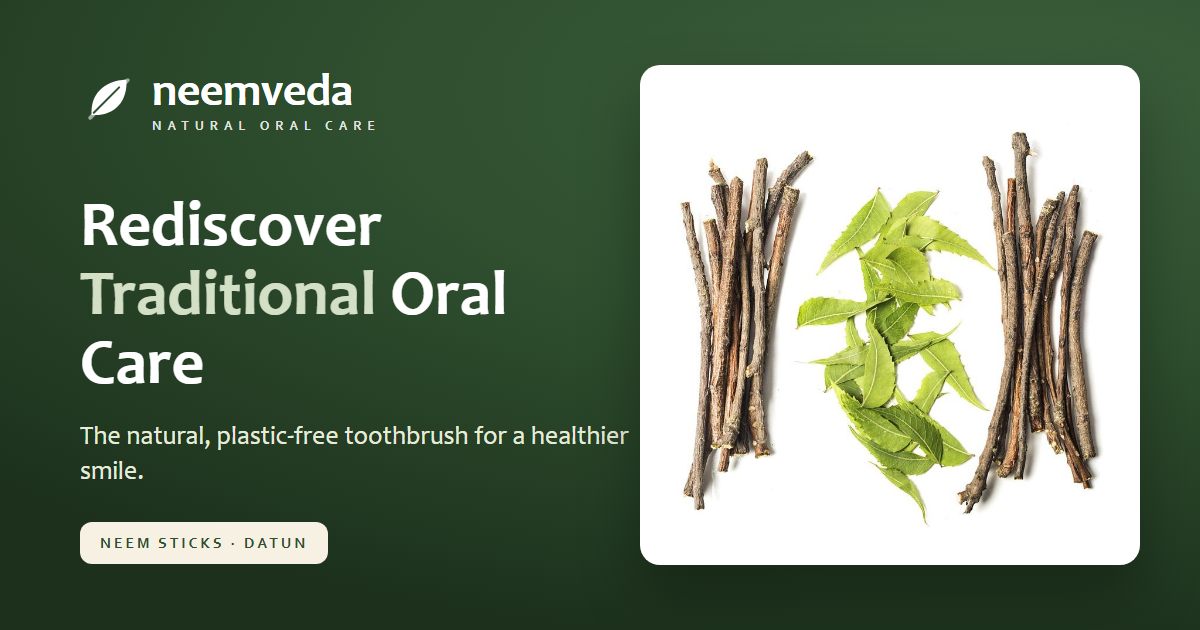 neemveda
NATURAL ORAL CARE
Rediscover
Traditional Oral
Care
The natural, plastic-free toothbrush for a healthier
smile.
NEEM STICKS · DATUN